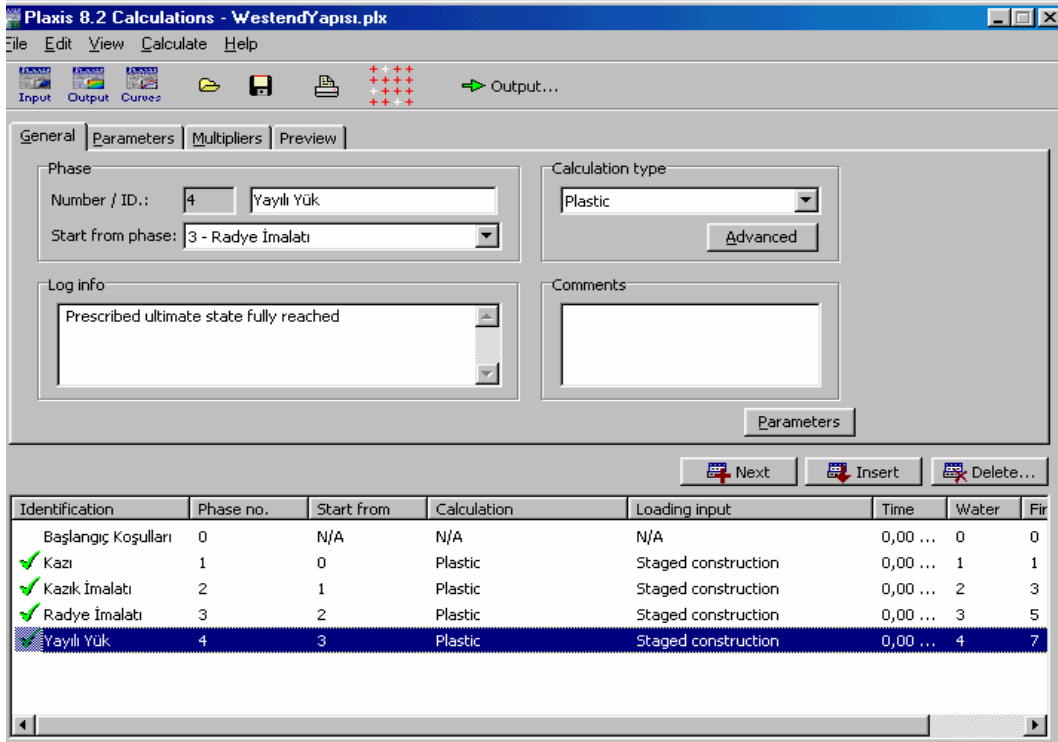 Plaxis 8.2 Calculations - WestendYapısı.plx
File Edit View Calculate Help
Input Output Curves Output...
General Parameters Multipliers Preview
Phase
Number / ID.: 4 Yayılı Yük
Start from phase: 3 - Radye İmalatı
Calculation type
Plastic
Advanced
Log info
Prescribed ultimate state fully reached
Comments
Parameters
Next Insert Delete...
Identification Phase no. Start from Calculation Loading input Time Water Fir
Başlangıç Koşulları 0 N/A N/A N/A 0,00 ... 0 0
Kazı 1 0 Plastic Staged construction 0,00 ... 1 1
Kazık İmalatı 2 1 Plastic Staged construction 0,00 ... 2 3
Radye İmalatı 3 2 Plastic Staged construction 0,00 ... 3 5
Yayılı Yük 4 3 Plastic Staged construction 0,00 ... 4 7